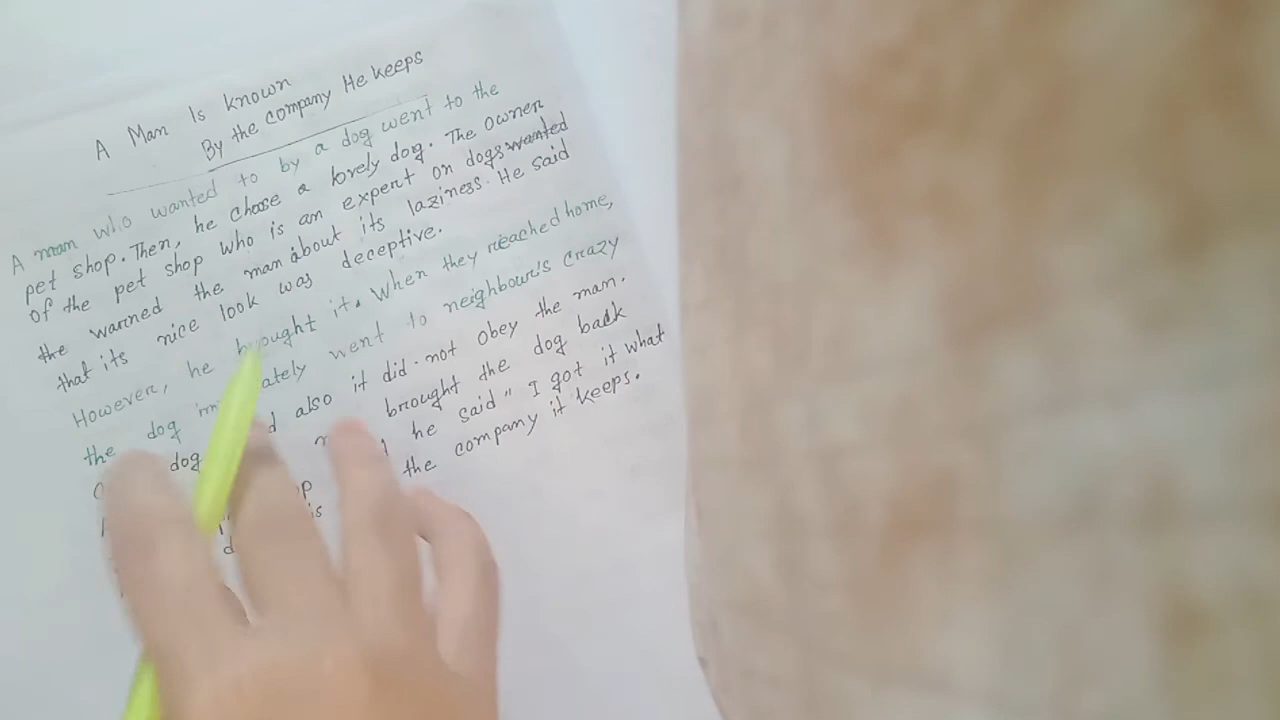 A Man Is known
By the company He keeps
A man who wanted to by a dog went to the
pet shop. Then, he choose a lovely dog. The owner
of the pet shop who is an expert on dogs wanted
the warned the man about its laziness. He said
that its nice look was deceptive.
However, he brought it. When they reached home,
the dog immediately went to neighbour's crazy
dog also it did not obey the man.
brought the dog back
he said " I got it what
is the company it keeps.